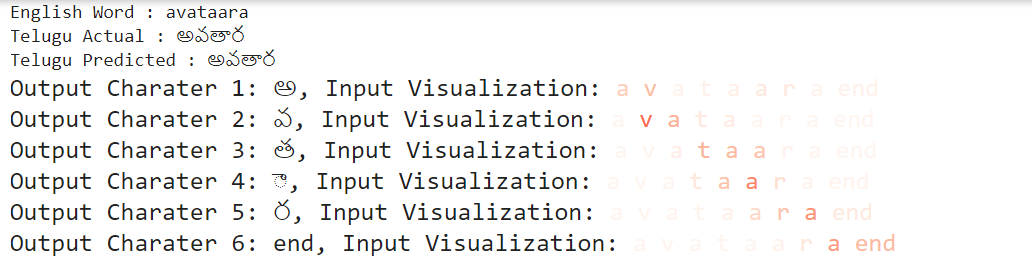 English Word : avataara
Telugu Actual : అవతార
Telugu Predicted : అవతార
Output Charater 1: అ, Input Visualization: a v a t a a r a end
Output Charater 2: వ, Input Visualization: a v a t a a r a end
Output Charater 3: త, Input Visualization: a v a t a a r a end
Output Charater 4: ా, Input Visualization: a v a t a a r a end
Output Charater 5: ర, Input Visualization: a v a t a a r a end
Output Charater 6: end, Input Visualization: a v a t a a r a end